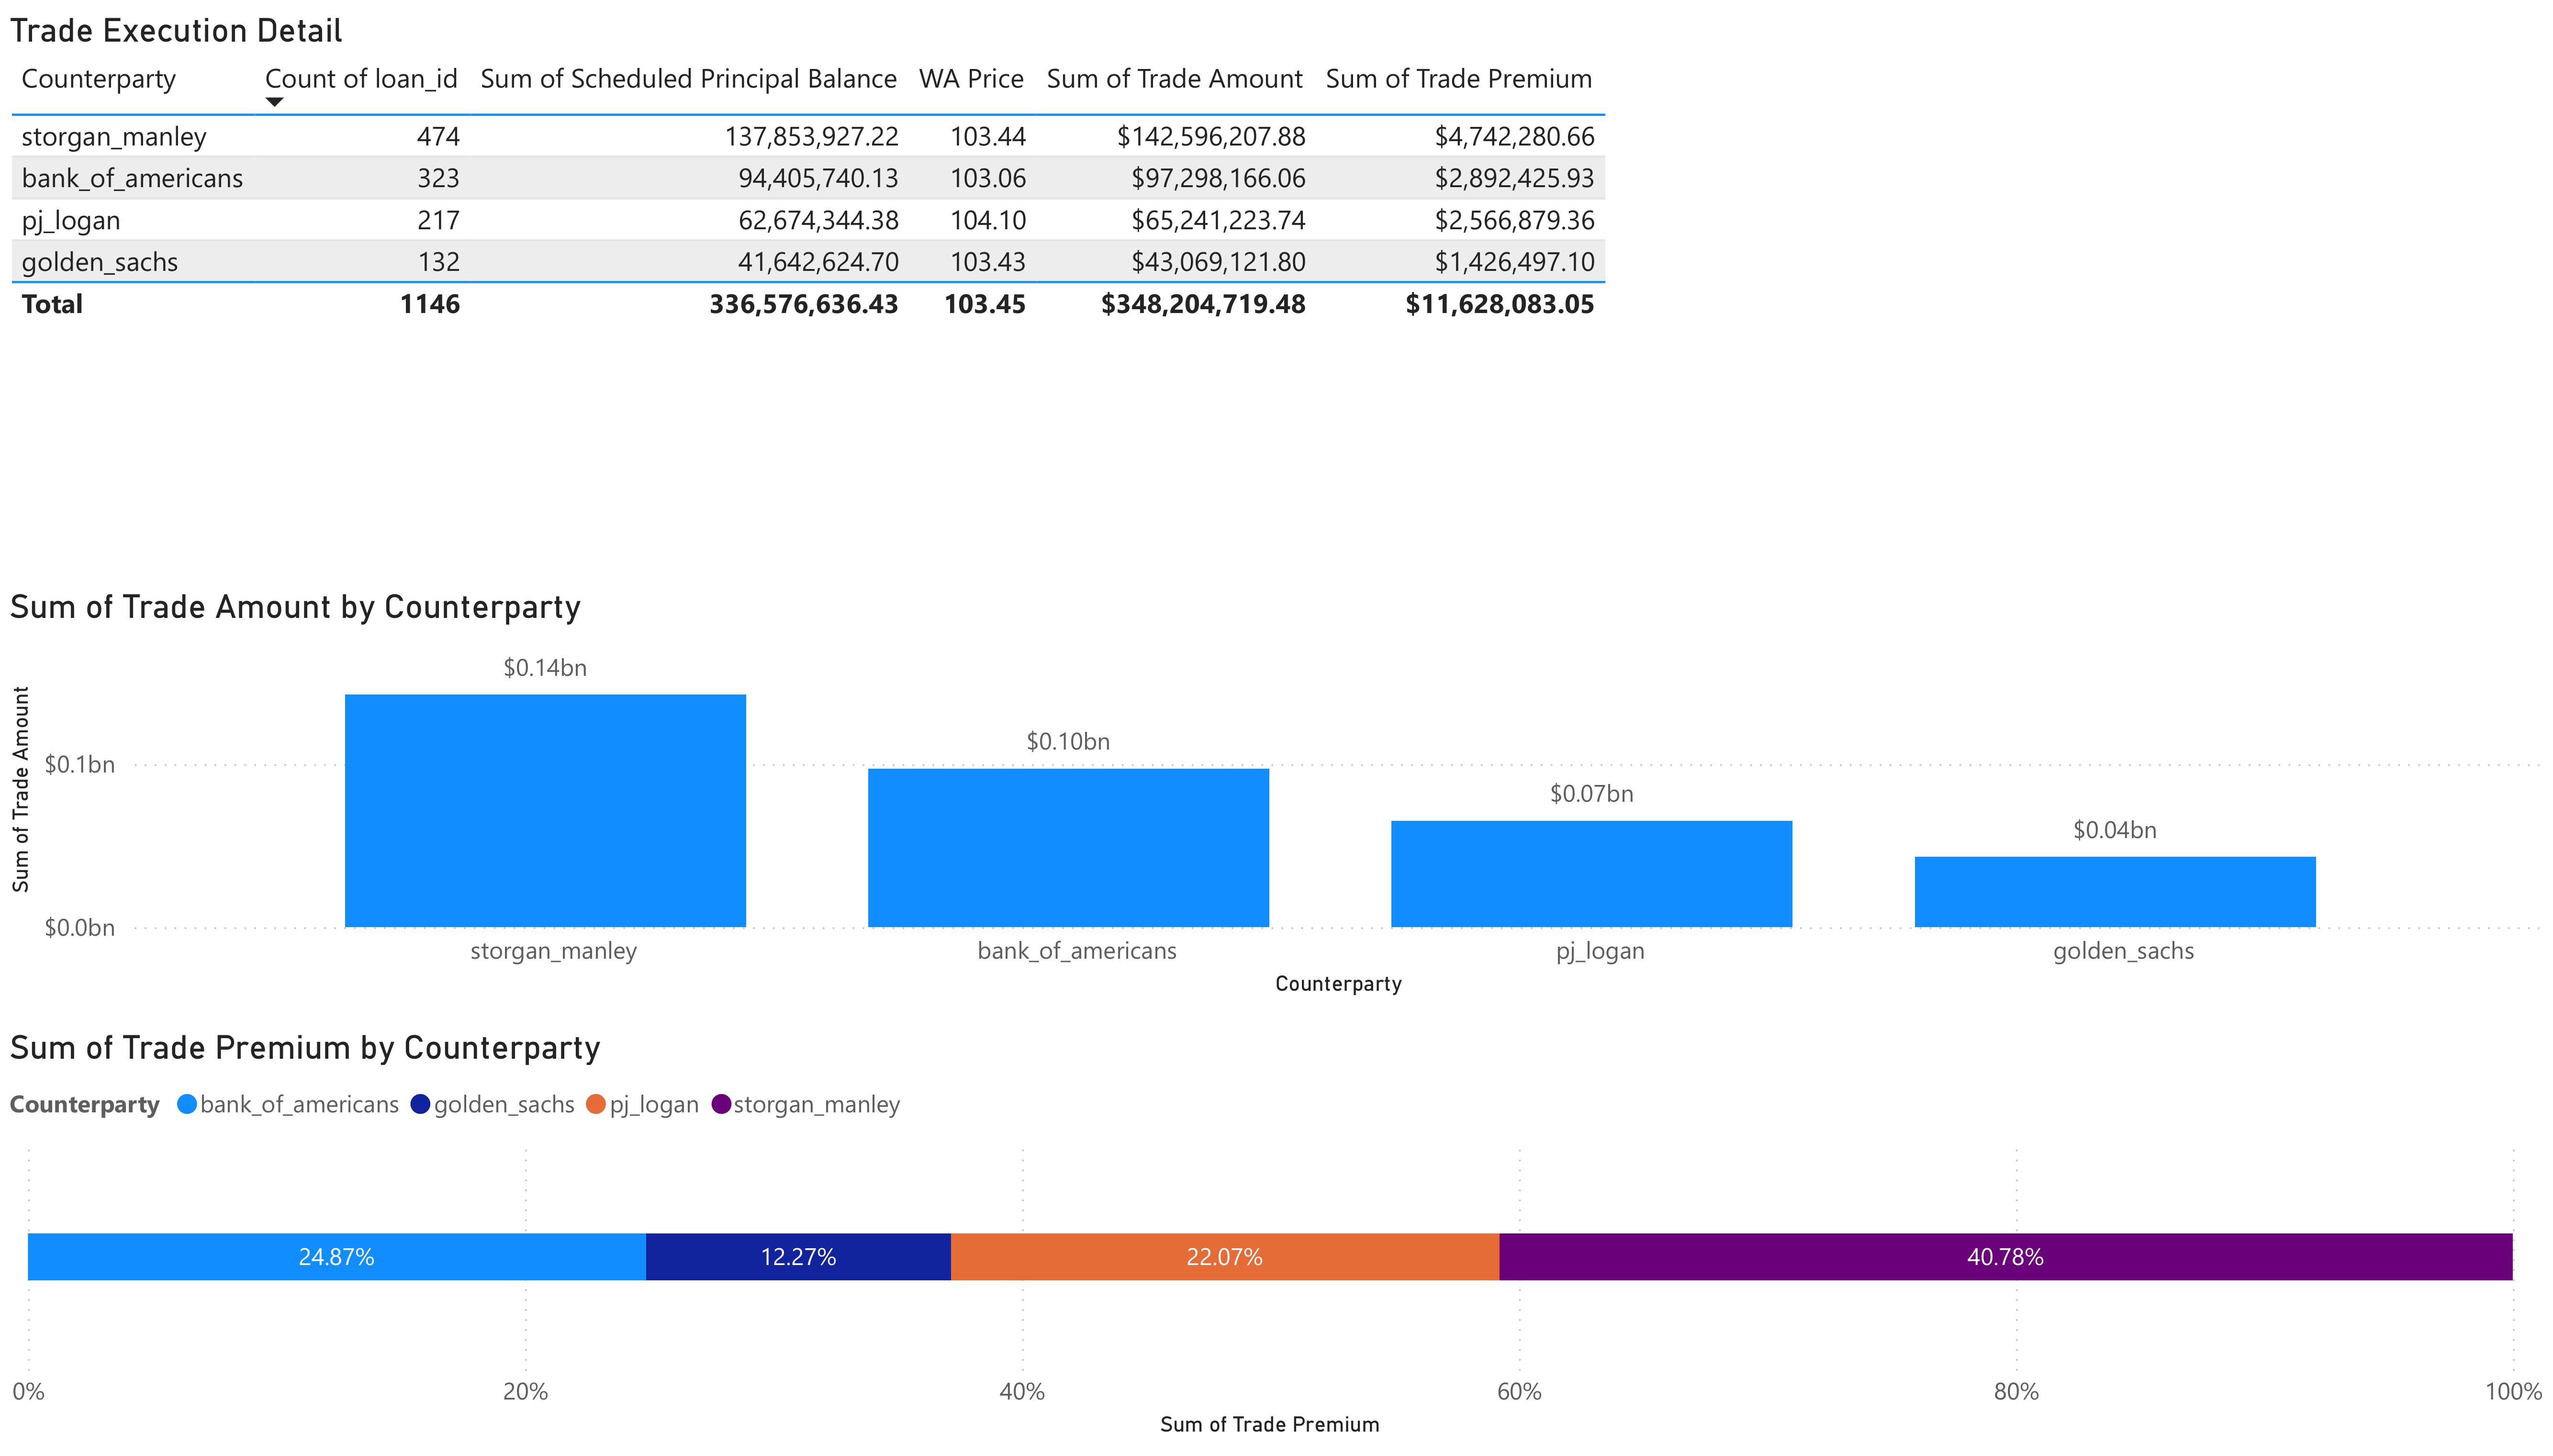 Trade Execution Detail
Counterparty Count of loan_id Sum of Scheduled Principal Balance WA Price Sum of Trade Amount Sum of Trade Premium
storgan_manley 474 137,853,927.22 103.44 $142,596,207.88 $4,742,280.66
bank_of_americans 323 94,405,740.13 103.06 $97,298,166.06 $2,892,425.93
pj_logan 217 62,674,344.38 104.10 $65,241,223.74 $2,566,879.36
golden_sachs 132 41,642,624.70 103.43 $43,069,121.80 $1,426,497.10
Total 1146 336,576,636.43 103.45 $348,204,719.48 $11,628,083.05
Sum of Trade Amount by Counterparty
Sum of Trade Amount
$0.14bn
$0.10bn
$0.1bn
$0.07bn
$0.04bn
$0.0bn
storgan_manley bank_of_americans pj_logan golden_sachs
Counterparty
Sum of Trade Premium by Counterparty
Counterparty bank_of_americans golden_sachs pj_logan storgan_manley
24.87% 12.27% 22.07% 40.78%
0% 20% 40% 60% 80% 100%
Sum of Trade Premium